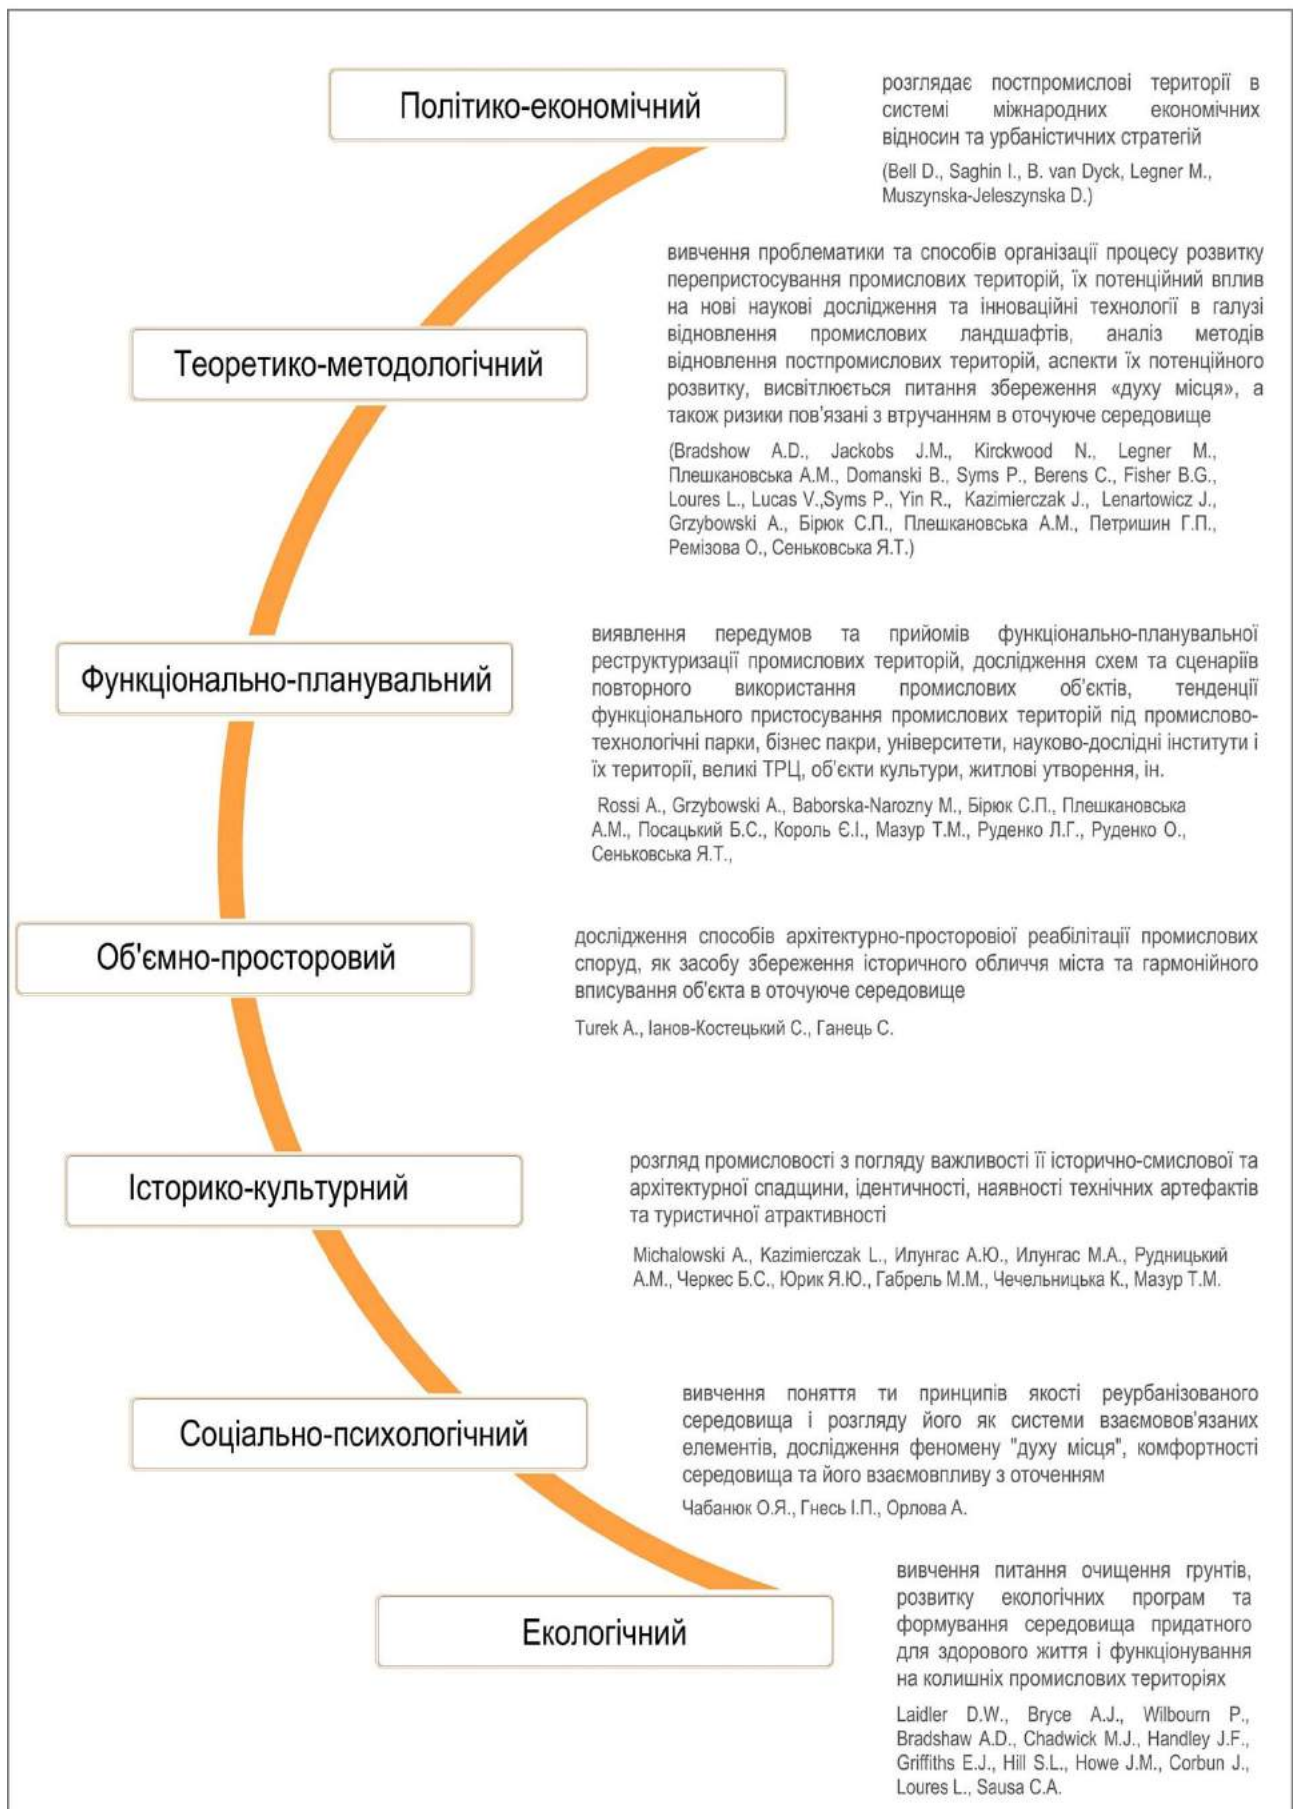 Політико-економічний
розглядає постпромислові території в
системі міжнародних економічних
відносин та урбаністичних стратегій
(Bell D., Saghin I., B. van Dyck, Legner M.,
Muszynska-Jeleszynska D.)
Теоретико-методологічний
вивчення проблематики та способів організації процесу розвитку
перепристосування промислових територій, їх потенційний вплив
на нові наукові дослідження та інноваційні технології в галузі
відновлення промислових ландшафтів, аналіз методів
відновлення постпромислових територій, аспекти їх потенційного
розвитку, висвітлюється питання збереження «духу місця», а
також ризики пов'язані з втручанням в оточуюче середовище
(Bradshow A.D., Jackobs J.M., Kirckwood N., Legner M.,
Плешкановська А.М., Domanski B., Syms P., Berens C., Fisher B.G.,
Loures L., Lucas V.,Syms P., Yin R., Kazimierczak J., Lenartowicz J.,
Grzybowski A., Бірюк С.П., Плешкановська А.М., Петришин Г.П.,
Ремізова О., Сеньковська Я.Т.)
Функціонально-планувальний
виявлення передумов та прийомів функціонально-планувальної
реструктуризації промислових територій, дослідження схем та сценаріїв
повторного використання промислових об'єктів, тенденції
функціонального пристосування промислових територій під промислово-
технологічні парки, бізнес пакри, університети, науково-дослідні інститути і
їх території, великі ТРЦ, об'єкти культури, житлові утворення, ін.
Rossi A., Grzybowski A., Baborska-Narozny M., Бірюк С.П., Плешкановська
А.М., Посацький Б.С., Король Є.І., Мазур Т.М., Руденко Л.Г., Руденко О.,
Сеньковська Я.Т.,
Об'ємно-просторовий
дослідження способів архітектурно-просторовіої реабілітації промислових
споруд, як засобу збереження історичного обличчя міста та гармонійного
вписування об'єкта в оточуюче середовище
Turek A., Іанов-Костецький С., Ганець С.
Історико-культурний
розгляд промисловості з погляду важливості її історично-смислової та
архітектурної спадщини, ідентичності, наявності технічних артефактів
та туристичної атрактивності
Michalowski A., Kazimierczak L., Илунгас А.Ю., Илунгас М.А., Рудницький
А.М., Черкес Б.С., Юрик Я.Ю., Габрель М.М., Чечельницька К., Мазур Т.М.
Соціально-психологічний
вивчення поняття ти принципів якості реурбанізованого
середовища і розгляду його як системи взаємовов'язаних
елементів, дослідження феномену "духу місця", комфортності
середовища та його взаємовпливу з оточенням
Чабанюк О.Я., Гнесь І.П., Орлова А.
Екологічний
вивчення питання очищення грунтів,
розвитку екологічних програм та
формування середовища придатного
для здорового життя і функціонування
на колишніх промислових територіях
Laidler D.W., Bryce A.J., Wilbourn P.,
Bradshaw A.D., Chadwick M.J., Handley J.F.,
Griffiths E.J., Hill S.L., Howe J.M., Corbun J.,
Loures L., Sausa C.A.